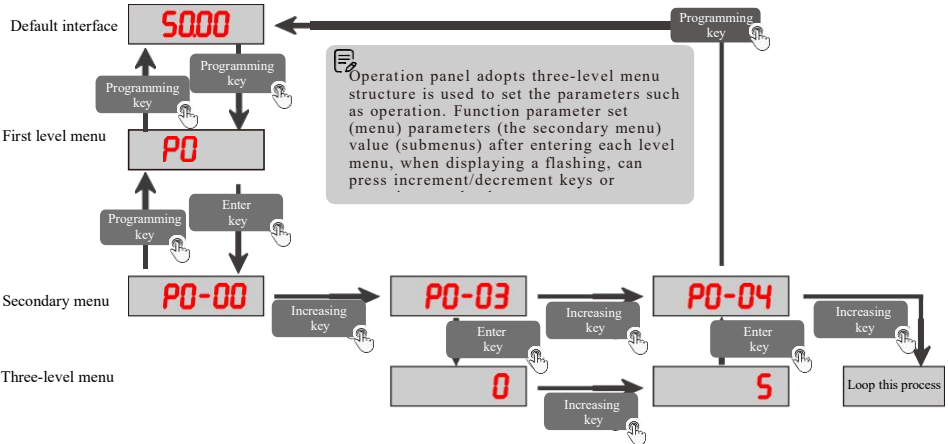 Default interface
50.00
Programming
key
Programming
key
Programming
key
Operation panel adopts three-level menu
structure is used to set the parameters such
as operation. Function parameter set
(menu) parameters (the secondary menu)
value (submenus) after entering each level
menu, when displaying a flashing, can
press increment/decrement keys or
First level menu
P0
Programming
key
Enter
key
Secondary menu
P0-00
Increasing
key
P0-03
Increasing
key
P0-04
Increasing
key
Enter
key
Enter
key
Three-level menu
0
Increasing
key
5
Loop this process